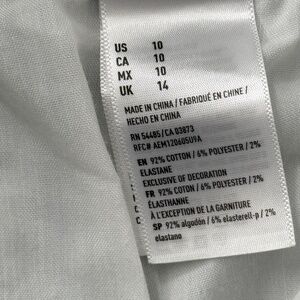 US 10
CA 10
MX 10
UK 14
MADE IN CHINA / FABRIQUÉ EN CHINE /
HECHO EN CHINA
RN 54485/CA 03873
RFC# AEM120605U9A
EN 92% COTTON / 6% POLYESTER / 2%
ELASTANE
EXCLUSIVE OF DECORATION
FR 92% COTON / 6% POLYESTER / 2%
ÉLASTHANNE
À L'EXCEPTION DE LA GARNITURE
SP 92% algodón / 6% elasterell-p / 2%
elastano